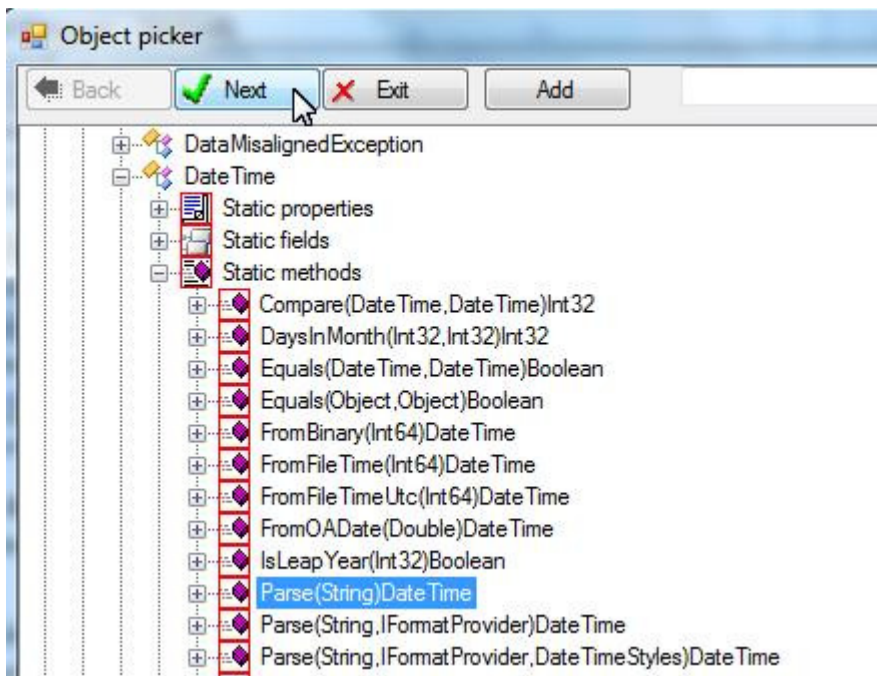 Object picker
Back Next Exit Add
DataMisalignedException
DateTime
Static properties
Static fields
Static methods
Compare(DateTime,DateTime)Int32
DaysInMonth(Int32,Int32)Int32
Equals(DateTime,DateTime)Boolean
Equals(Object,Object)Boolean
FromBinary(Int64)DateTime
FromFileTime(Int64)DateTime
FromFileTimeUtc(Int64)DateTime
FromOADate(Double)DateTime
IsLeapYear(Int32)Boolean
Parse(String)DateTime
Parse(String,IFormatProvider)DateTime
Parse(String,IFormatProvider,DateTimeStyles)DateTime